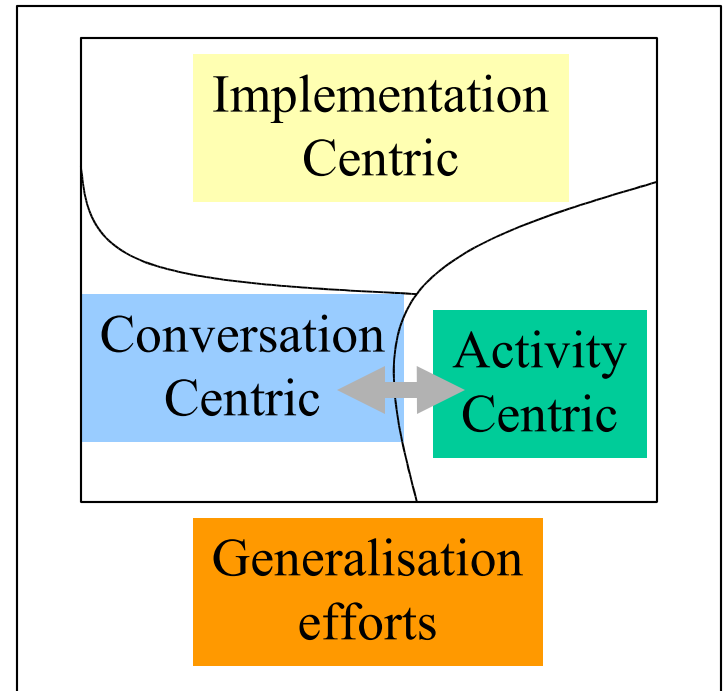 Implementation
Centric
Conversation
Centric
Activity
Centric
Generalisation
efforts